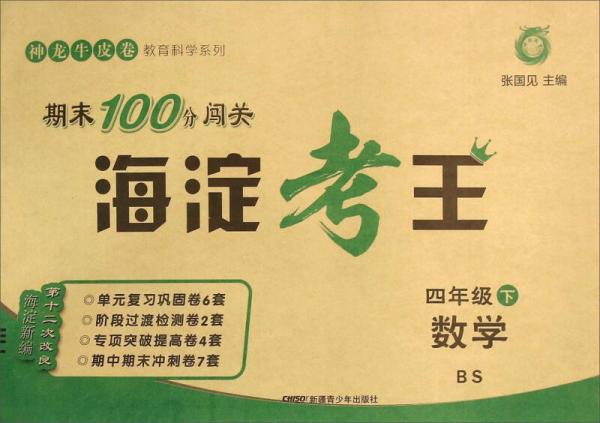 神龙牛皮卷 教育科学系列
张国见 主编
期末100分闯关
海淀考王
第十二次改良
海淀新编
◎单元复习巩固卷6套
◎阶段过渡检测卷2套
◎专项突破提高卷4套
◎期中期末冲刺卷7套
四年级 下
数学
BS
CHISO 新疆青少年出版社